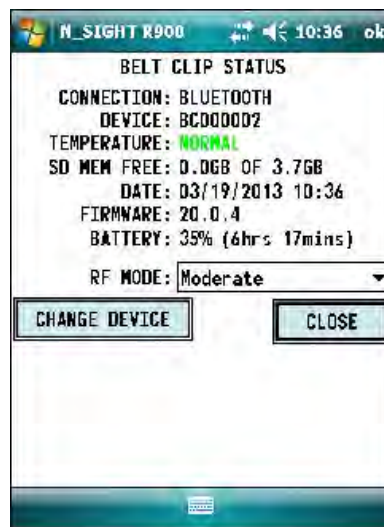 N_SIGHT R900 10:36 ok
BELT CLIP STATUS
CONNECTION: BLUETOOTH
DEVICE: BC000002
TEMPERATURE: NORMAL
SD MEM FREE: 0.0GB OF 3.7GB
DATE: 03/19/2013 10:36
FIRMWARE: 20.0.4
BATTERY: 35% (6hrs 17mins)
RF MODE: Moderate
CHANGE DEVICE CLOSE